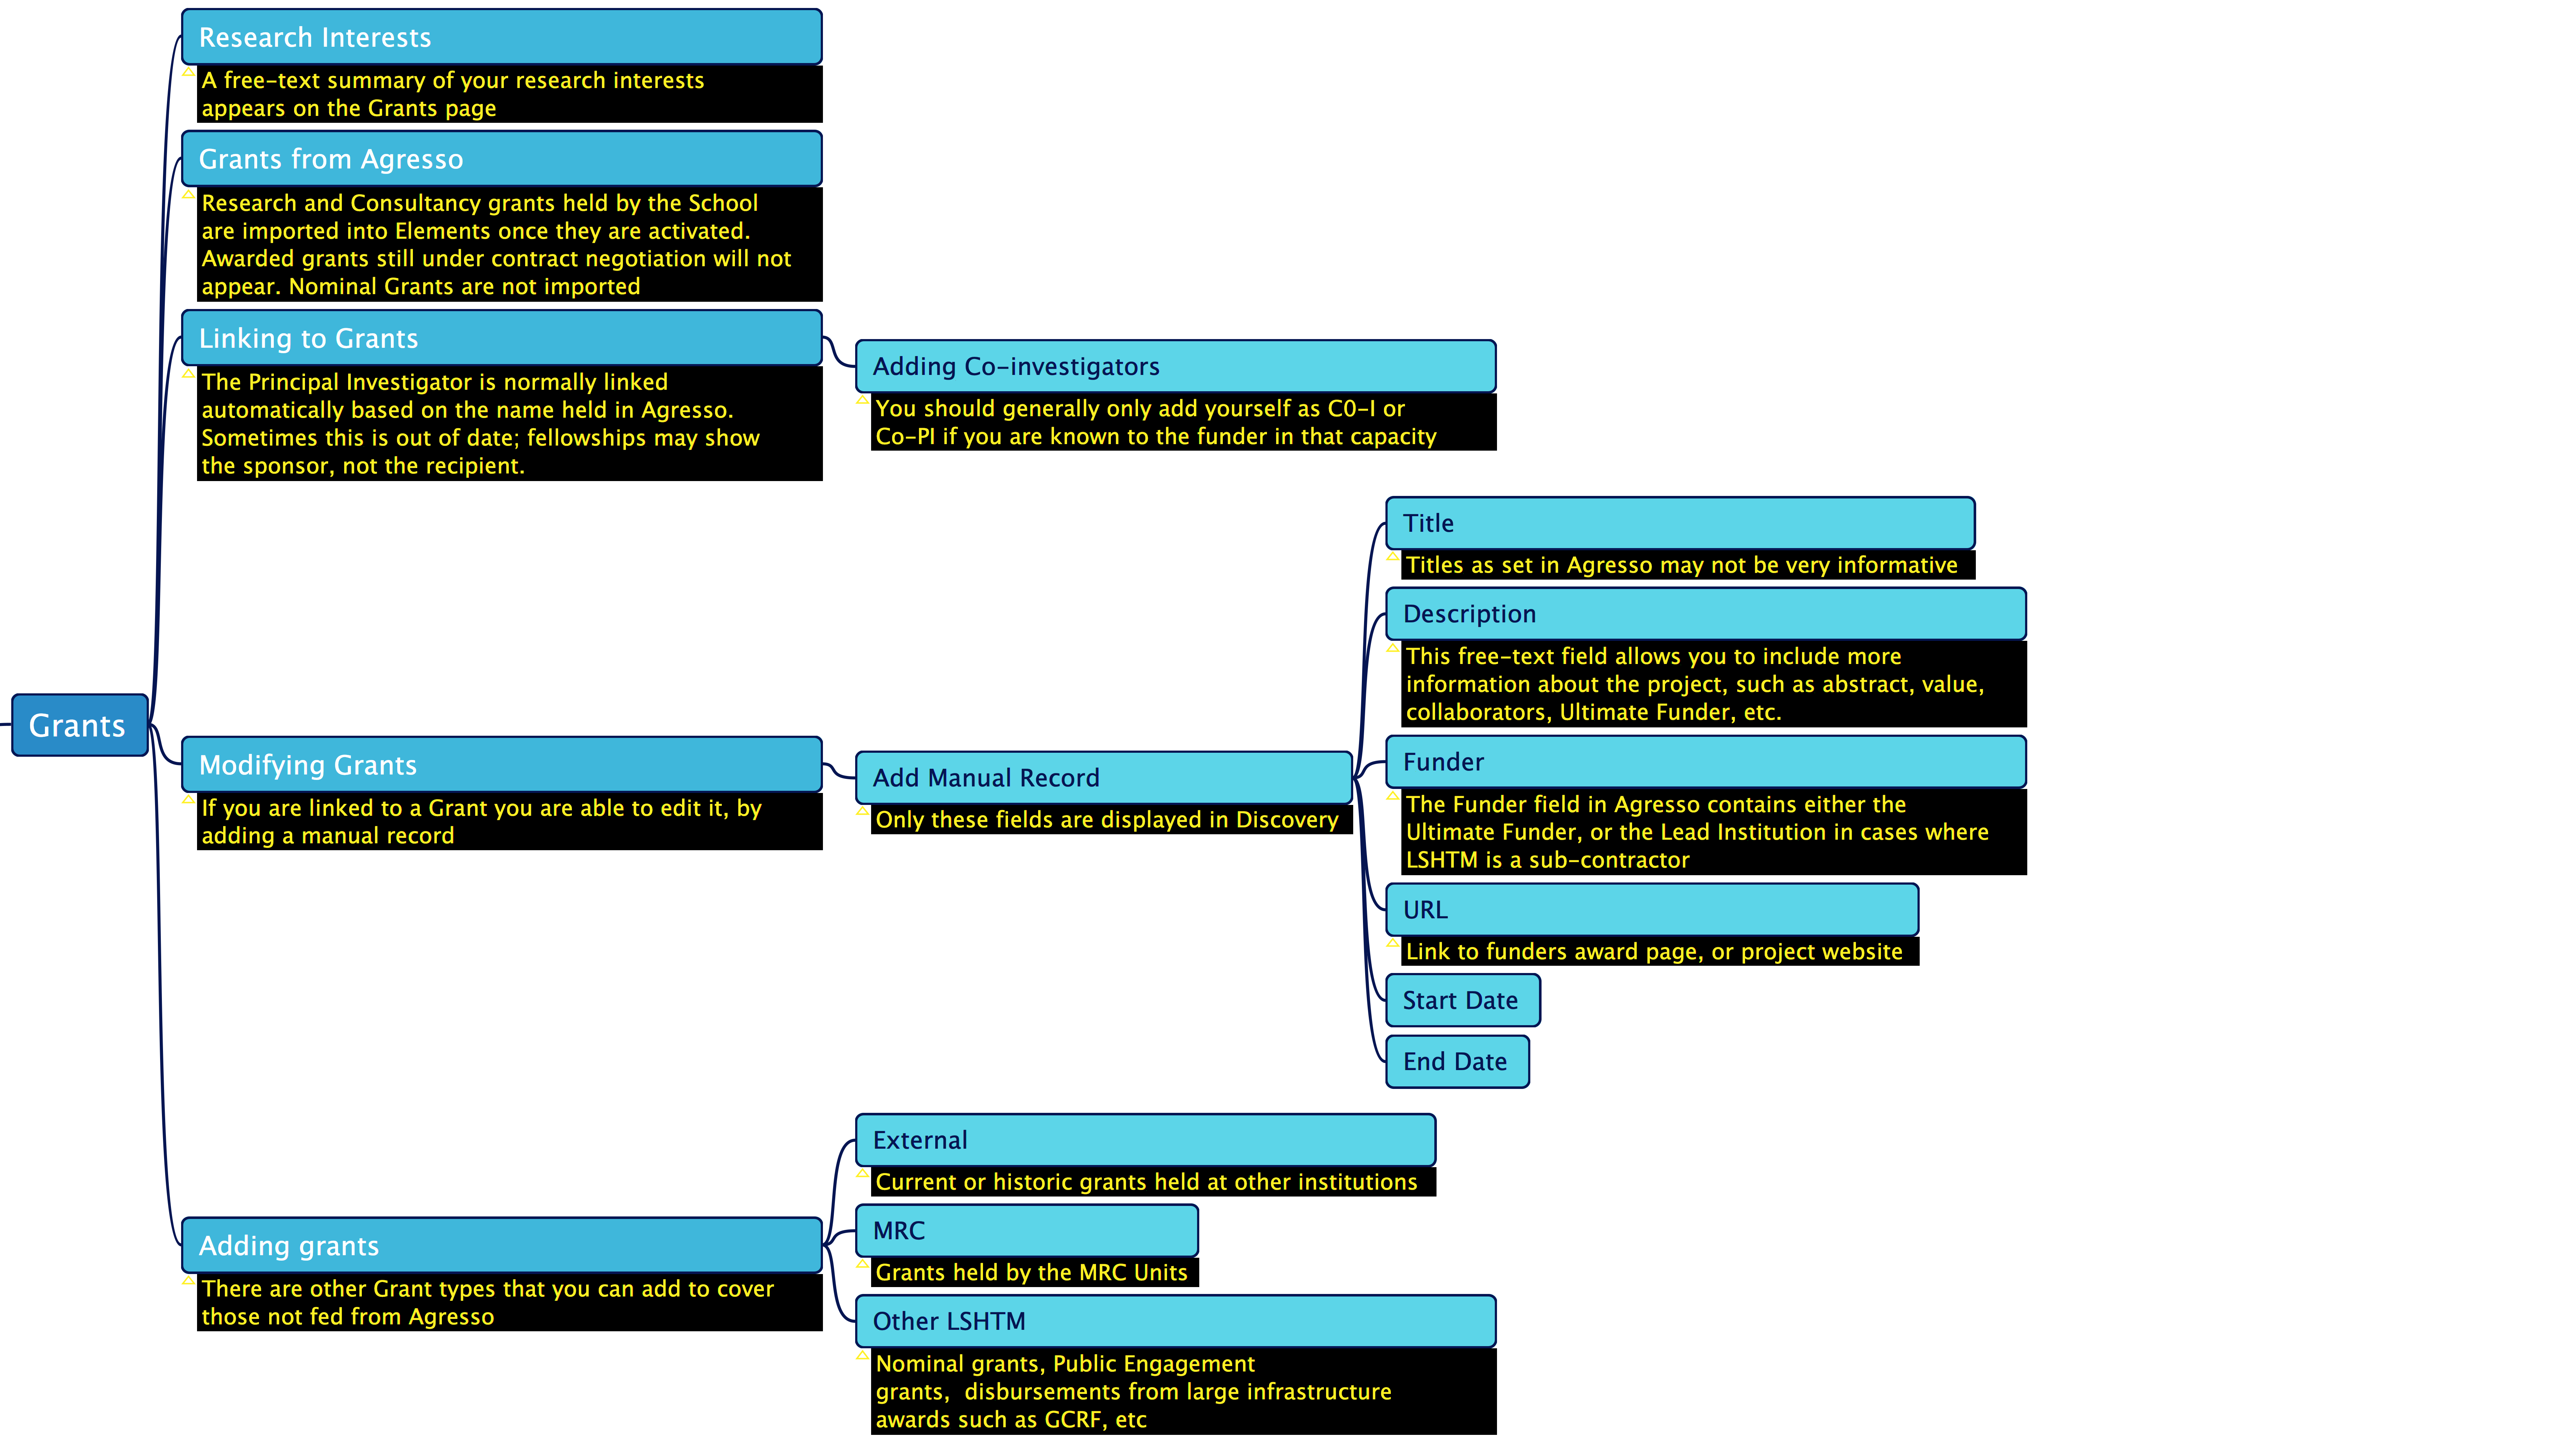 Research Interests
A free-text summary of your research interests
appears on the Grants page
Grants from Agresso
Research and Consultancy grants held by the School
are imported into Elements once they are activated.
Awarded grants still under contract negotiation will not
appear. Nominal Grants are not imported
Linking to Grants
The Principal Investigator is normally linked
automatically based on the name held in Agresso.
Sometimes this is out of date; fellowships may show
the sponsor, not the recipient.
Adding Co-investigators
You should generally only add yourself as C0-I or
Co-PI if you are known to the funder in that capacity
Grants
Modifying Grants
If you are linked to a Grant you are able to edit it, by
adding a manual record
Add Manual Record
Only these fields are displayed in Discovery
Title
Titles as set in Agresso may not be very informative
Description
This free-text field allows you to include more
information about the project, such as abstract, value,
collaborators, Ultimate Funder, etc.
Funder
The Funder field in Agresso contains either the
Ultimate Funder, or the Lead Institution in cases where
LSHTM is a sub-contractor
URL
Link to funders award page, or project website
Start Date
End Date
Adding grants
There are other Grant types that you can add to cover
those not fed from Agresso
External
Current or historic grants held at other institutions
MRC
Grants held by the MRC Units
Other LSHTM
Nominal grants, Public Engagement
grants,  disbursements from large infrastructure
awards such as GCRF, etc